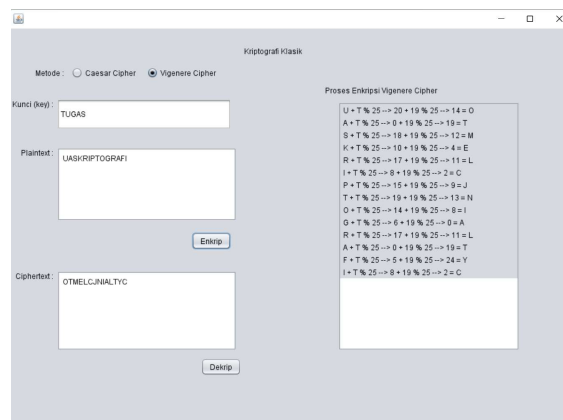 Kriptografi Klasik
Metode : Caesar Cipher Vigenere Cipher
Kunci (key) :
TUGAS
Plaintext :
UASKRIPTOGRAFI
Enkrip
Ciphertext :
OTMELCJNIALTYC
Dekrip
Proses Enkripsi Vigenere Cipher
U + T % 25 --> 20 + 19 % 25 --> 14 = O
A + T % 25 --> 0 + 19 % 25 --> 19 = T
S + T % 25 --> 18 + 19 % 25 --> 12 = M
K + T % 25 --> 10 + 19 % 25 --> 4 = E
R + T % 25 --> 17 + 19 % 25 --> 11 = L
I + T % 25 --> 8 + 19 % 25 --> 2 = C
P + T % 25 --> 15 + 19 % 25 --> 9 = J
T + T % 25 --> 19 + 19 % 25 --> 13 = N
O + T % 25 --> 14 + 19 % 25 --> 8 = I
G + T % 25 --> 6 + 19 % 25 --> 0 = A
R + T % 25 --> 17 + 19 % 25 --> 11 = L
A + T % 25 --> 0 + 19 % 25 --> 19 = T
F + T % 25 --> 5 + 19 % 25 --> 24 = Y
I + T % 25 --> 8 + 19 % 25 --> 2 = C